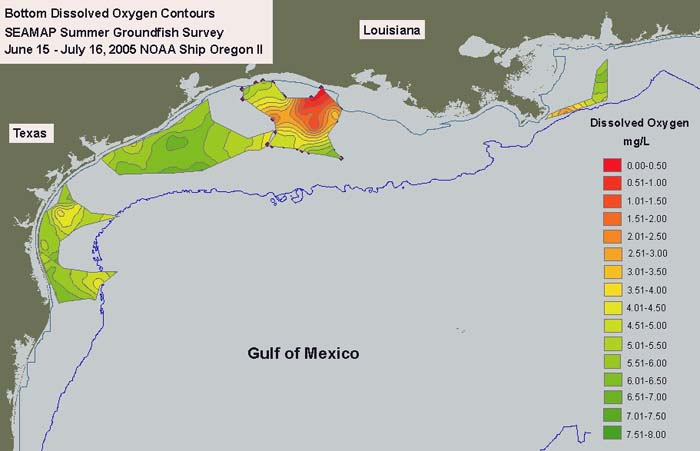 Bottom Dissolved Oxygen Contours
SEAMAP Summer Groundfish Survey
June 15 - July 16, 2005 NOAA Ship Oregon II
Louisiana
Texas
Gulf of Mexico
Dissolved Oxygen
mg/L
0.00-0.50
0.51-1.00
1.01-1.50
1.51-2.00
2.01-2.50
2.51-3.00
3.01-3.50
3.51-4.00
4.01-4.50
4.51-5.00
5.01-5.50
5.51-6.00
6.01-6.50
6.51-7.00
7.01-7.50
7.51-8.00